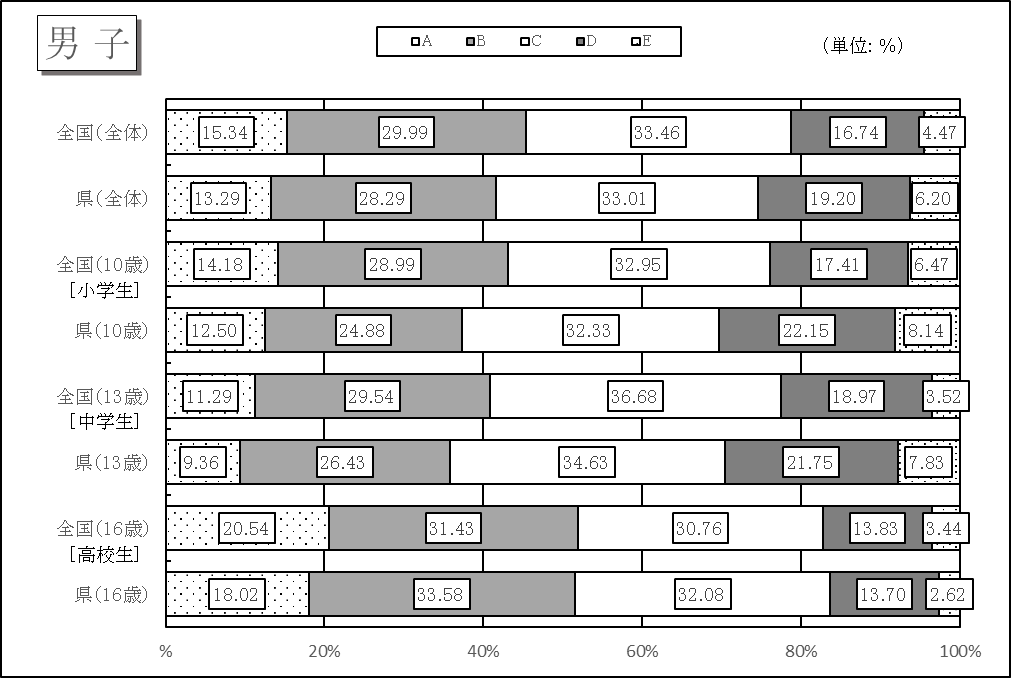 男 子
A B C D E
(単位: %)
全国(全体) 15.34 29.99 33.46 16.74 4.47
県(全体) 13.29 28.29 33.01 19.20 6.20
全国(10歳) 14.18 28.99 32.95 17.41 6.47
[小学生]
県(10歳) 12.50 24.88 32.33 22.15 8.14
全国(13歳) 11.29 29.54 36.68 18.97 3.52
[中学生]
県(13歳) 9.36 26.43 34.63 21.75 7.83
全国(16歳) 20.54 31.43 30.76 13.83 3.44
[高校生]
県(16歳) 18.02 33.58 32.08 13.70 2.62
% 20% 40% 60% 80% 100%